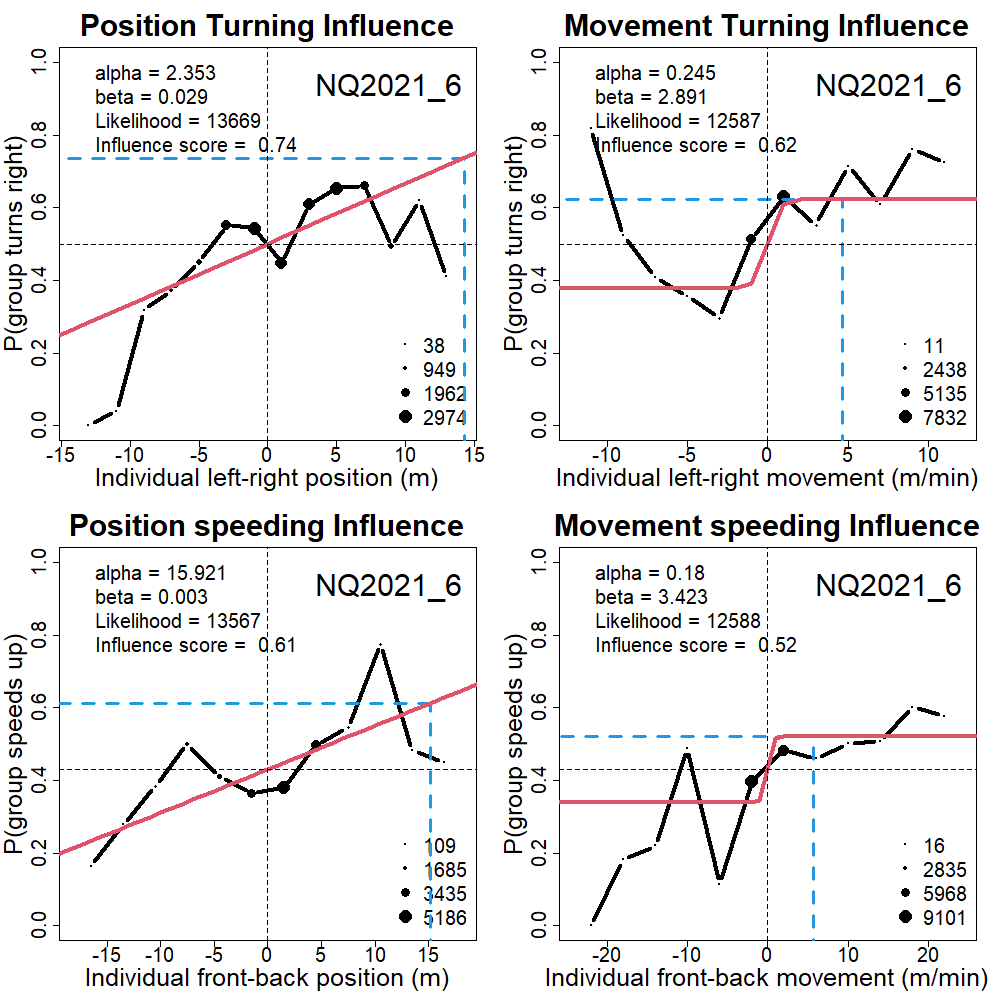 Position Turning Influence
alpha = 2.353
beta = 0.029
Likelihood = 13669
Influence score =  0.74
NQ2021_6
P(group turns right)
0.0 0.2 0.4 0.6 0.8 1.0
38
949
1962
2974
-15 -10 -5 0 5 10 15
Individual left-right position (m)
Movement Turning Influence
alpha = 0.245
beta = 2.891
Likelihood = 12587
Influence score =  0.62
NQ2021_6
P(group turns right)
0.0 0.2 0.4 0.6 0.8 1.0
11
2438
5135
7832
-10 -5 0 5 10
Individual left-right movement (m/min)
Position speeding Influence
alpha = 15.921
beta = 0.003
Likelihood = 13567
Influence score =  0.61
NQ2021_6
P(group speeds up)
0.0 0.2 0.4 0.6 0.8 1.0
109
1685
3435
5186
-15 -10 -5 0 5 10 15
Individual front-back position (m)
Movement speeding Influence
alpha = 0.18
beta = 3.423
Likelihood = 12588
Influence score =  0.52
NQ2021_6
P(group speeds up)
0.0 0.2 0.4 0.6 0.8 1.0
16
2835
5968
9101
-20 -10 0 10 20
Individual front-back movement (m/min)